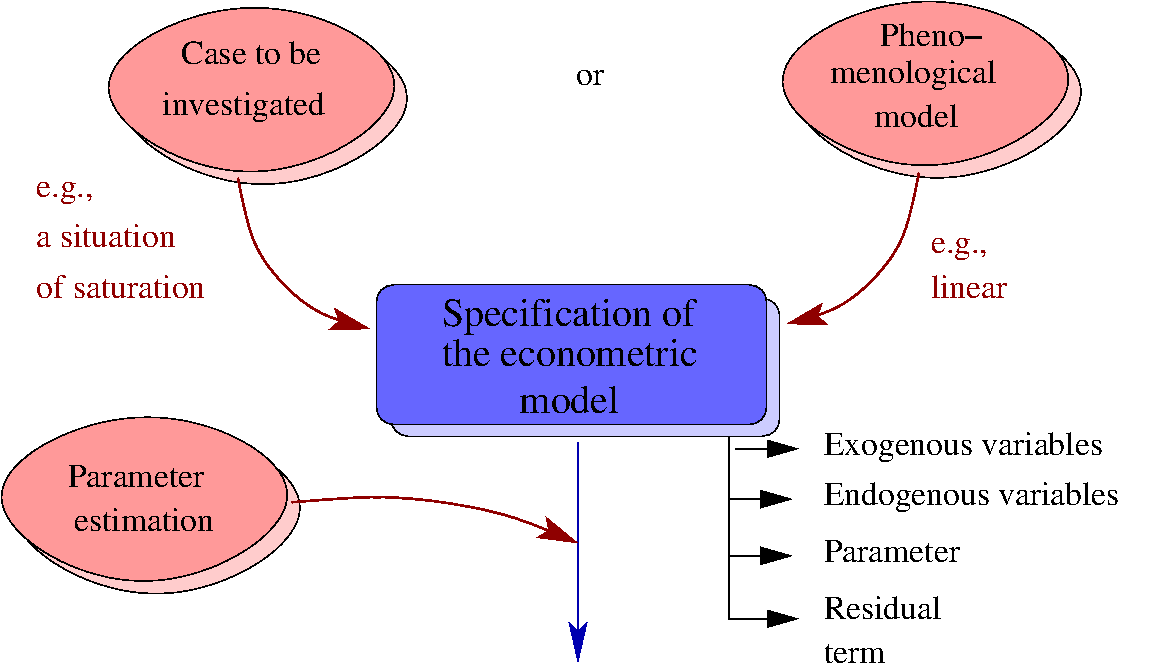 Case to be
investigated
or
Pheno–
menological
model
e.g.,
a situation
of saturation
e.g.,
linear
Specification of
the econometric
model
Parameter
estimation
Exogenous variables
Endogenous variables
Parameter
Residual
term